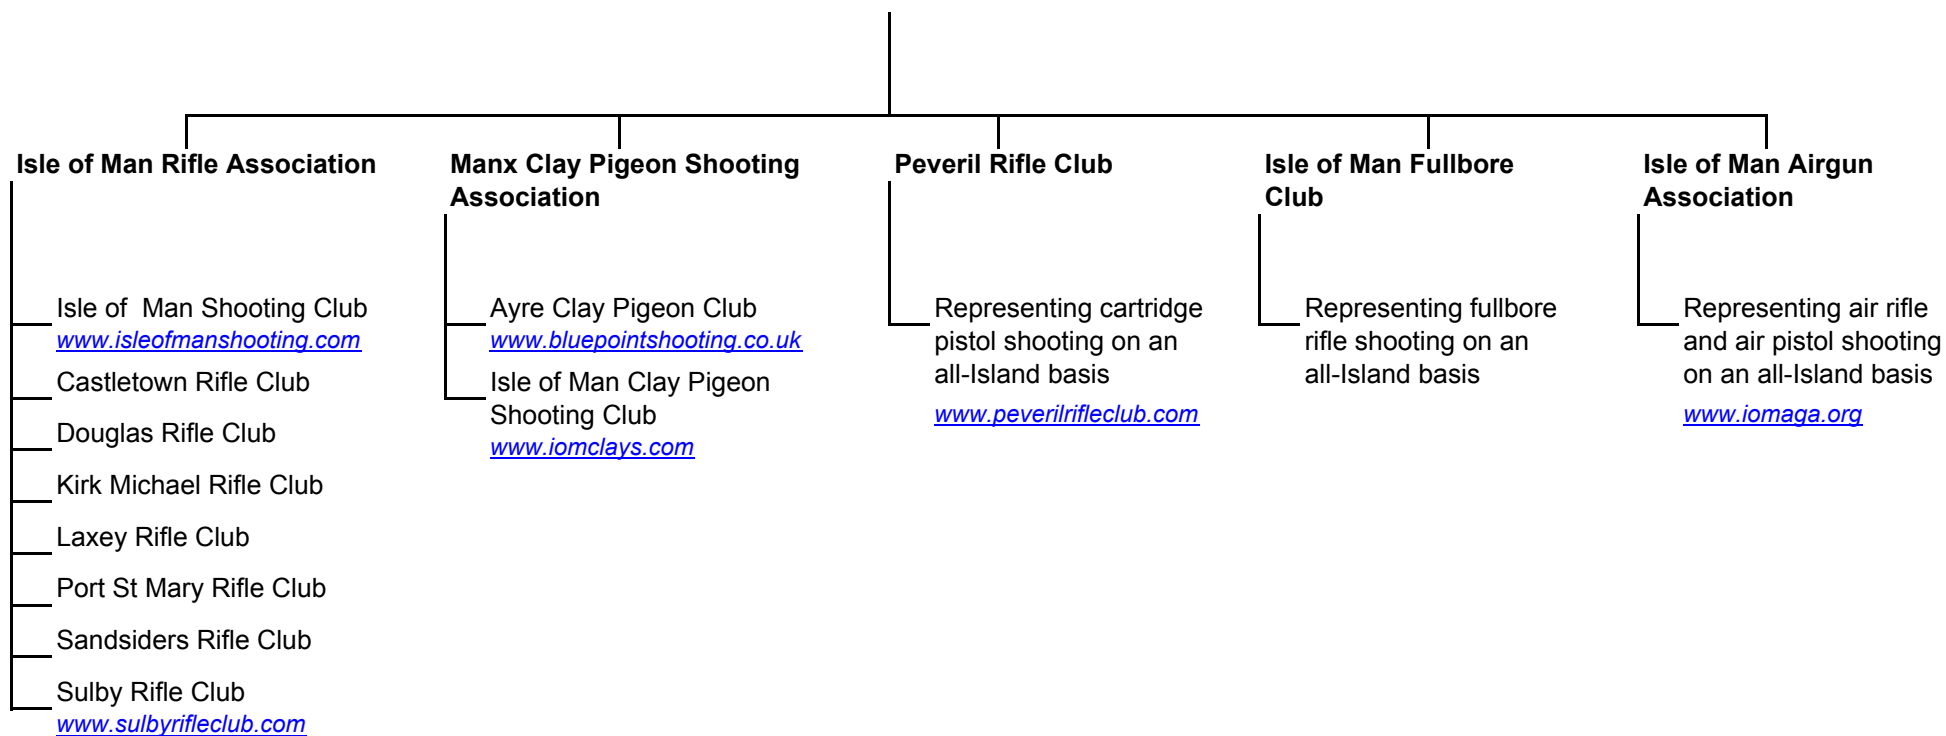 Isle of Man Rifle Association
Isle of  Man Shooting Club
www.isleofmanshooting.com
Castletown Rifle Club
Douglas Rifle Club
Kirk Michael Rifle Club
Laxey Rifle Club
Port St Mary Rifle Club
Sandsiders Rifle Club
Sulby Rifle Club
www.sulbyrifleclub.com
Manx Clay Pigeon Shooting
Association
Ayre Clay Pigeon Club
www.bluepointshooting.co.uk
Isle of Man Clay Pigeon
Shooting Club
www.iomclays.com
Peveril Rifle Club
Representing cartridge
pistol shooting on an
all-Island basis
www.peverilrifleclub.com
Isle of Man Fullbore
Club
Representing fullbore
rifle shooting on an
all-Island basis
Isle of Man Airgun
Association
Representing air rifle
and air pistol shooting
on an all-Island basis
www.iomaga.org